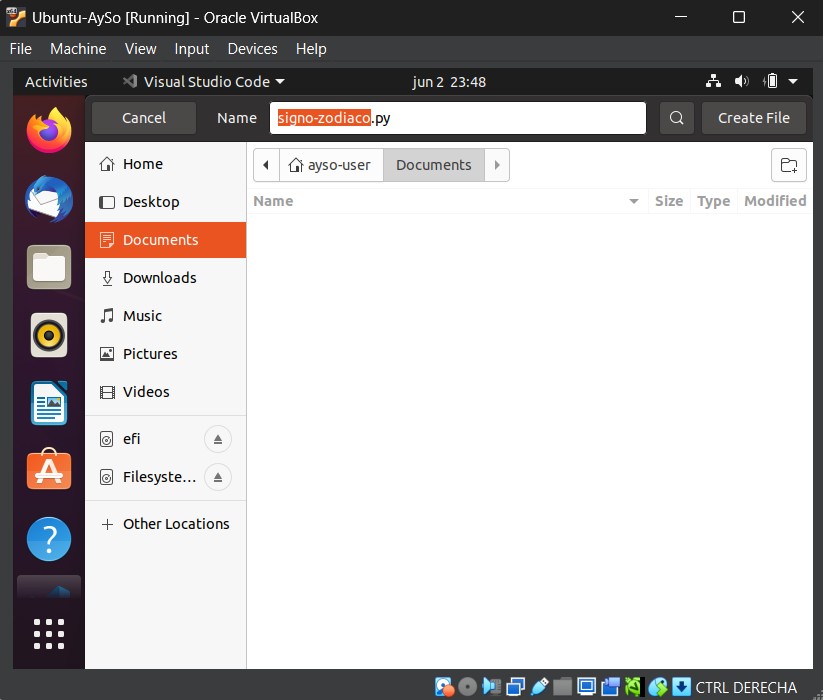 Ubuntu-AySo [Running] - Oracle VirtualBox
File Machine View Input Devices Help
Activities Visual Studio Code jun 2 23:48
Cancel Name signo-zodiaco.py Create File
Home ayso-user Documents
Desktop
Name Size Type Modified
Documents
Downloads
Music
Pictures
Videos
efi
Filesyste...
Other Locations
CTRL DERECHA